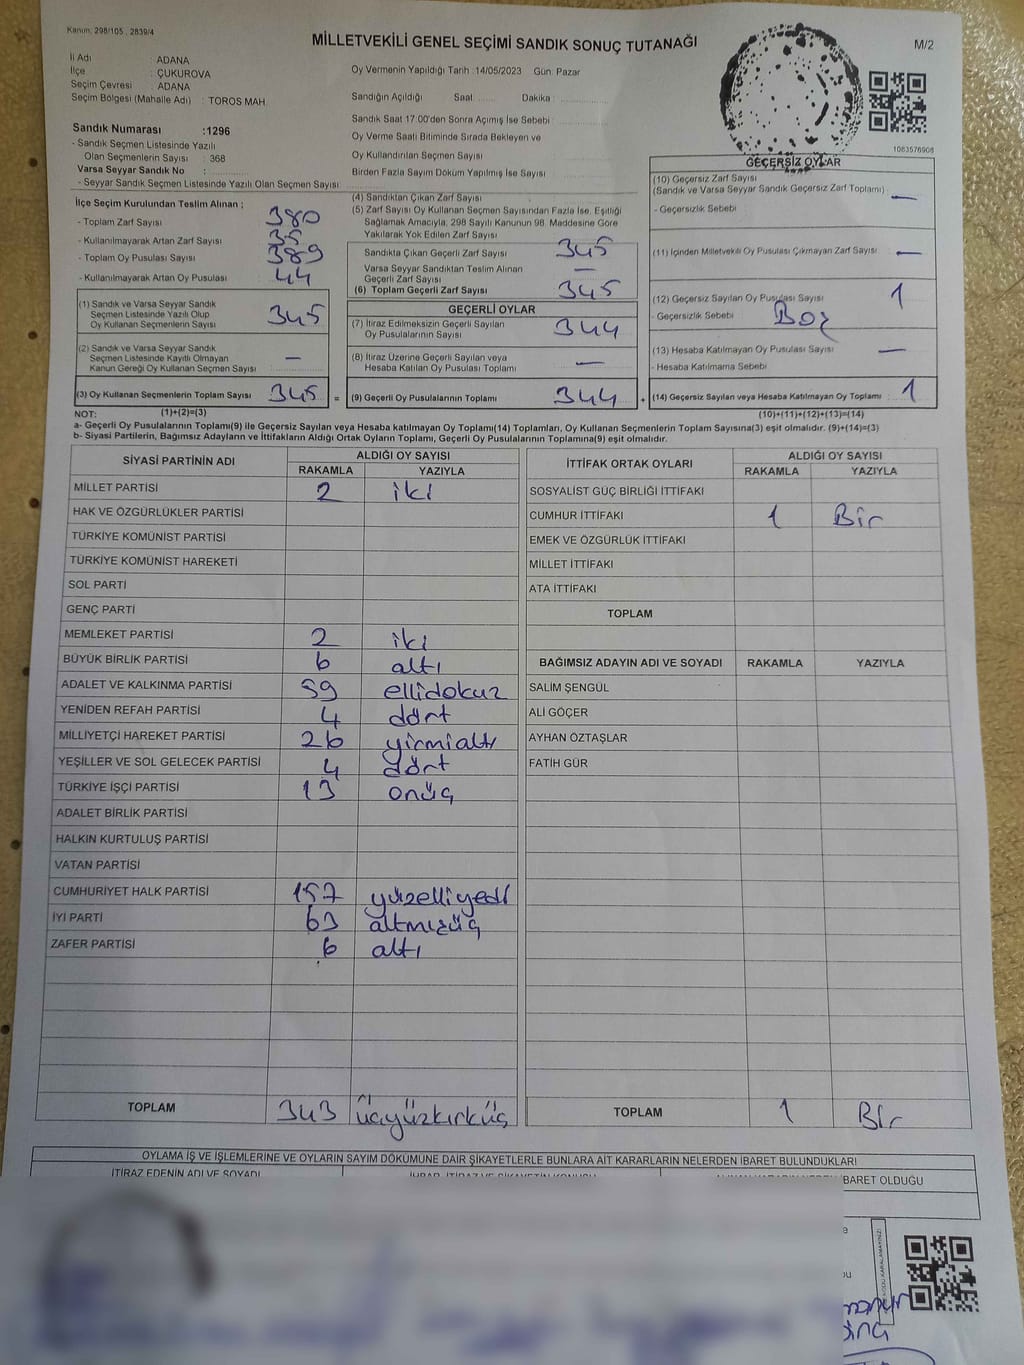 Kanun: 298/105 , 2839/4
MİLLETVEKİLİ GENEL SEÇİMİ SANDIK SONUÇ TUTANAĞI
M/2
İl Adı : ADANA
İlçe : ÇUKUROVA
Seçim Çevresi : ADANA
Seçim Bölgesi (Mahalle Adı) : TOROS MAH.
Oy Vermenin Yapıldığı Tarih : 14/05/2023 Gün: Pazar
Sandığın Açıldığı Saat: ...... Dakika : ..............
Sandık Saat 17:00'den Sonra Açımış İse Sebebi :
Oy Verme Saati Bitiminde Sırada Bekleyen ve
Oy Kullandırılan Seçmen Sayısı
Birden Fazla Sayım Döküm Yapılmış İse Sayısı :
1083576908
Sandık Numarası :1296
- Sandık Seçmen Listesinde Yazılı
Olan Seçmenlerin Sayısı : 368
Varsa Seyyar Sandık No :
- Seyyar Sandık Seçmen Listesinde Yazılı Olan Seçmen Sayısı :
İlçe Seçim Kurulundan Teslim Alınan ;
- Toplam Zarf Sayısı : 380
- Kullanılmayarak Artan Zarf Sayısı : 35
- Toplam Oy Pusulası Sayısı : 389
- Kullanılmayarak Artan Oy Pusulası : 44
(1) Sandık ve Varsa Seyyar Sandık
Seçmen Listesinde Yazılı Olup
Oy Kullanan Seçmenlerin Sayısı : 345
(2) Sandık ve Varsa Seyyar Sandık
Seçmen Listesinde Kayıtlı Olmayan
Kanun Gereği Oy Kullanan Seçmen Sayısı : —
(3) Oy Kullanan Seçmenlerin Toplam Sayısı : 345 =
(4) Sandıktan Çıkan Zarf Sayısı :
(5) Zarf Sayısı Oy Kullanan Seçmen Sayısından Fazla İse, Eşitliği
Sağlamak Amacıyla, 298 Sayılı Kanunun 98. Maddesine Göre
Yakılarak Yok Edilen Zarf Sayısı :
Sandıkta Çıkan Geçerli Zarf Sayısı : 345
Varsa Seyyar Sandıktan Teslim Alınan
Geçerli Zarf Sayısı : —
(6) Toplam Geçerli Zarf Sayısı : 345
GEÇERLİ OYLAR
(7) İtiraz Edilmeksizin Geçerli Sayılan
Oy Pusulalarının Sayısı : 344
(8) İtiraz Üzerine Geçerli Sayılan veya
Hesaba Katılan Oy Pusulası Toplamı : —
(9) Geçerli Oy Pusulalarının Toplamı : 344 +
GEÇERSİZ OYLAR
(10) Geçersiz Zarf Sayısı
(Sandık ve Varsa Seyyar Sandık Geçersiz Zarf Toplamı) : —
- Geçersizlik Sebebi :
(11) İçinden Milletvekili Oy Pusulası Çıkmayan Zarf Sayısı : —
(12) Geçersiz Sayılan Oy Pusulası Sayısı : 1
- Geçersizlik Sebebi : Boş
(13) Hesaba Katılmayan Oy Pusulası Sayısı : —
- Hesaba Katılmama Sebebi :
(14) Geçersiz Sayılan veya Hesaba Katılmayan Oy Toplamı : 1
NOT: (1)+(2)=(3)
(10)+(11)+(12)+(13)=(14)
a- Geçerli Oy Pusulalarının Toplamı(9) ile Geçersiz Sayılan veya Hesaba katılmayan Oy Toplamı(14) Toplamları, Oy Kullanan Seçmenlerin Toplam Sayısına(3) eşit olmalıdır. (9)+(14)=(3)
b- Siyasi Partilerin, Bağımsız Adayların ve İttifakların Aldığı Ortak Oyların Toplamı, Geçerli Oy Pusulalarının Toplamına(9) eşit olmalıdır.
SİYASİ PARTİNİN ADI ALDIĞI OY SAYISI
RAKAMLA YAZIYLA
MİLLET PARTİSİ 2 iki
HAK VE ÖZGÜRLÜKLER PARTİSİ
TÜRKİYE KOMÜNİST PARTİSİ
TÜRKİYE KOMÜNİST HAREKETİ
SOL PARTİ
GENÇ PARTİ
MEMLEKET PARTİSİ 2 iki
BÜYÜK BİRLİK PARTİSİ 6 altı
ADALET VE KALKINMA PARTİSİ 59 ellidokuz
YENİDEN REFAH PARTİSİ 4 dört
MİLLİYETÇİ HAREKET PARTİSİ 26 yirmialtı
YEŞİLLER VE SOL GELECEK PARTİSİ 4 dört
TÜRKİYE İŞÇİ PARTİSİ 13 onüç
ADALET BİRLİK PARTİSİ
HALKIN KURTULUŞ PARTİSİ
VATAN PARTİSİ
CUMHURİYET HALK PARTİSİ 157 yüzelliyedi
İYİ PARTİ 63 altmışüç
ZAFER PARTİSİ 6 altı
TOPLAM 343 üçyüzkırküç
İTTİFAK ORTAK OYLARI ALDIĞI OY SAYISI
RAKAMLA YAZIYLA
SOSYALİST GÜÇ BİRLİĞİ İTTİFAKI
CUMHUR İTTİFAKI 1 Bir
EMEK VE ÖZGÜRLÜK İTTİFAKI
MİLLET İTTİFAKI
ATA İTTİFAKI
TOPLAM
BAĞIMSIZ ADAYIN ADI VE SOYADI RAKAMLA YAZIYLA
SALİM ŞENGÜL
ALİ GÖÇER
AYHAN ÖZTAŞLAR
FATİH GÜR
TOPLAM 1 Bir
OYLAMA İŞ VE İŞLEMLERİNE VE OYLARIN SAYIM DÖKÜMÜNE DAİR ŞİKAYETLERLE BUNLARA AİT KARARLARIN NELERDEN İBARET BULUNDUKLARI
İTİRAZ EDENİN ADI VE SOYADI
BARET OLDUĞU